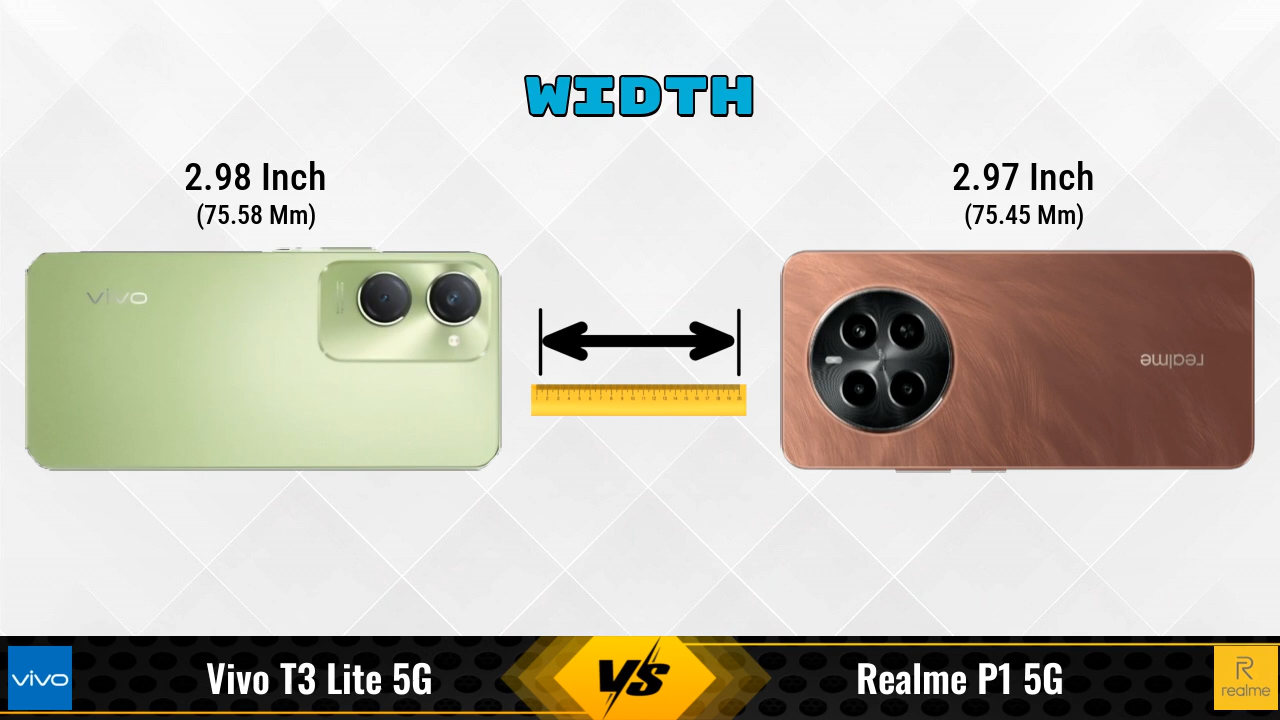 WIDTH
2.98 Inch
(75.58 Mm)
2.97 Inch
(75.45 Mm)
vivo
realme
vivo
Vivo T3 Lite 5G
VS
Realme P1 5G
R
realme